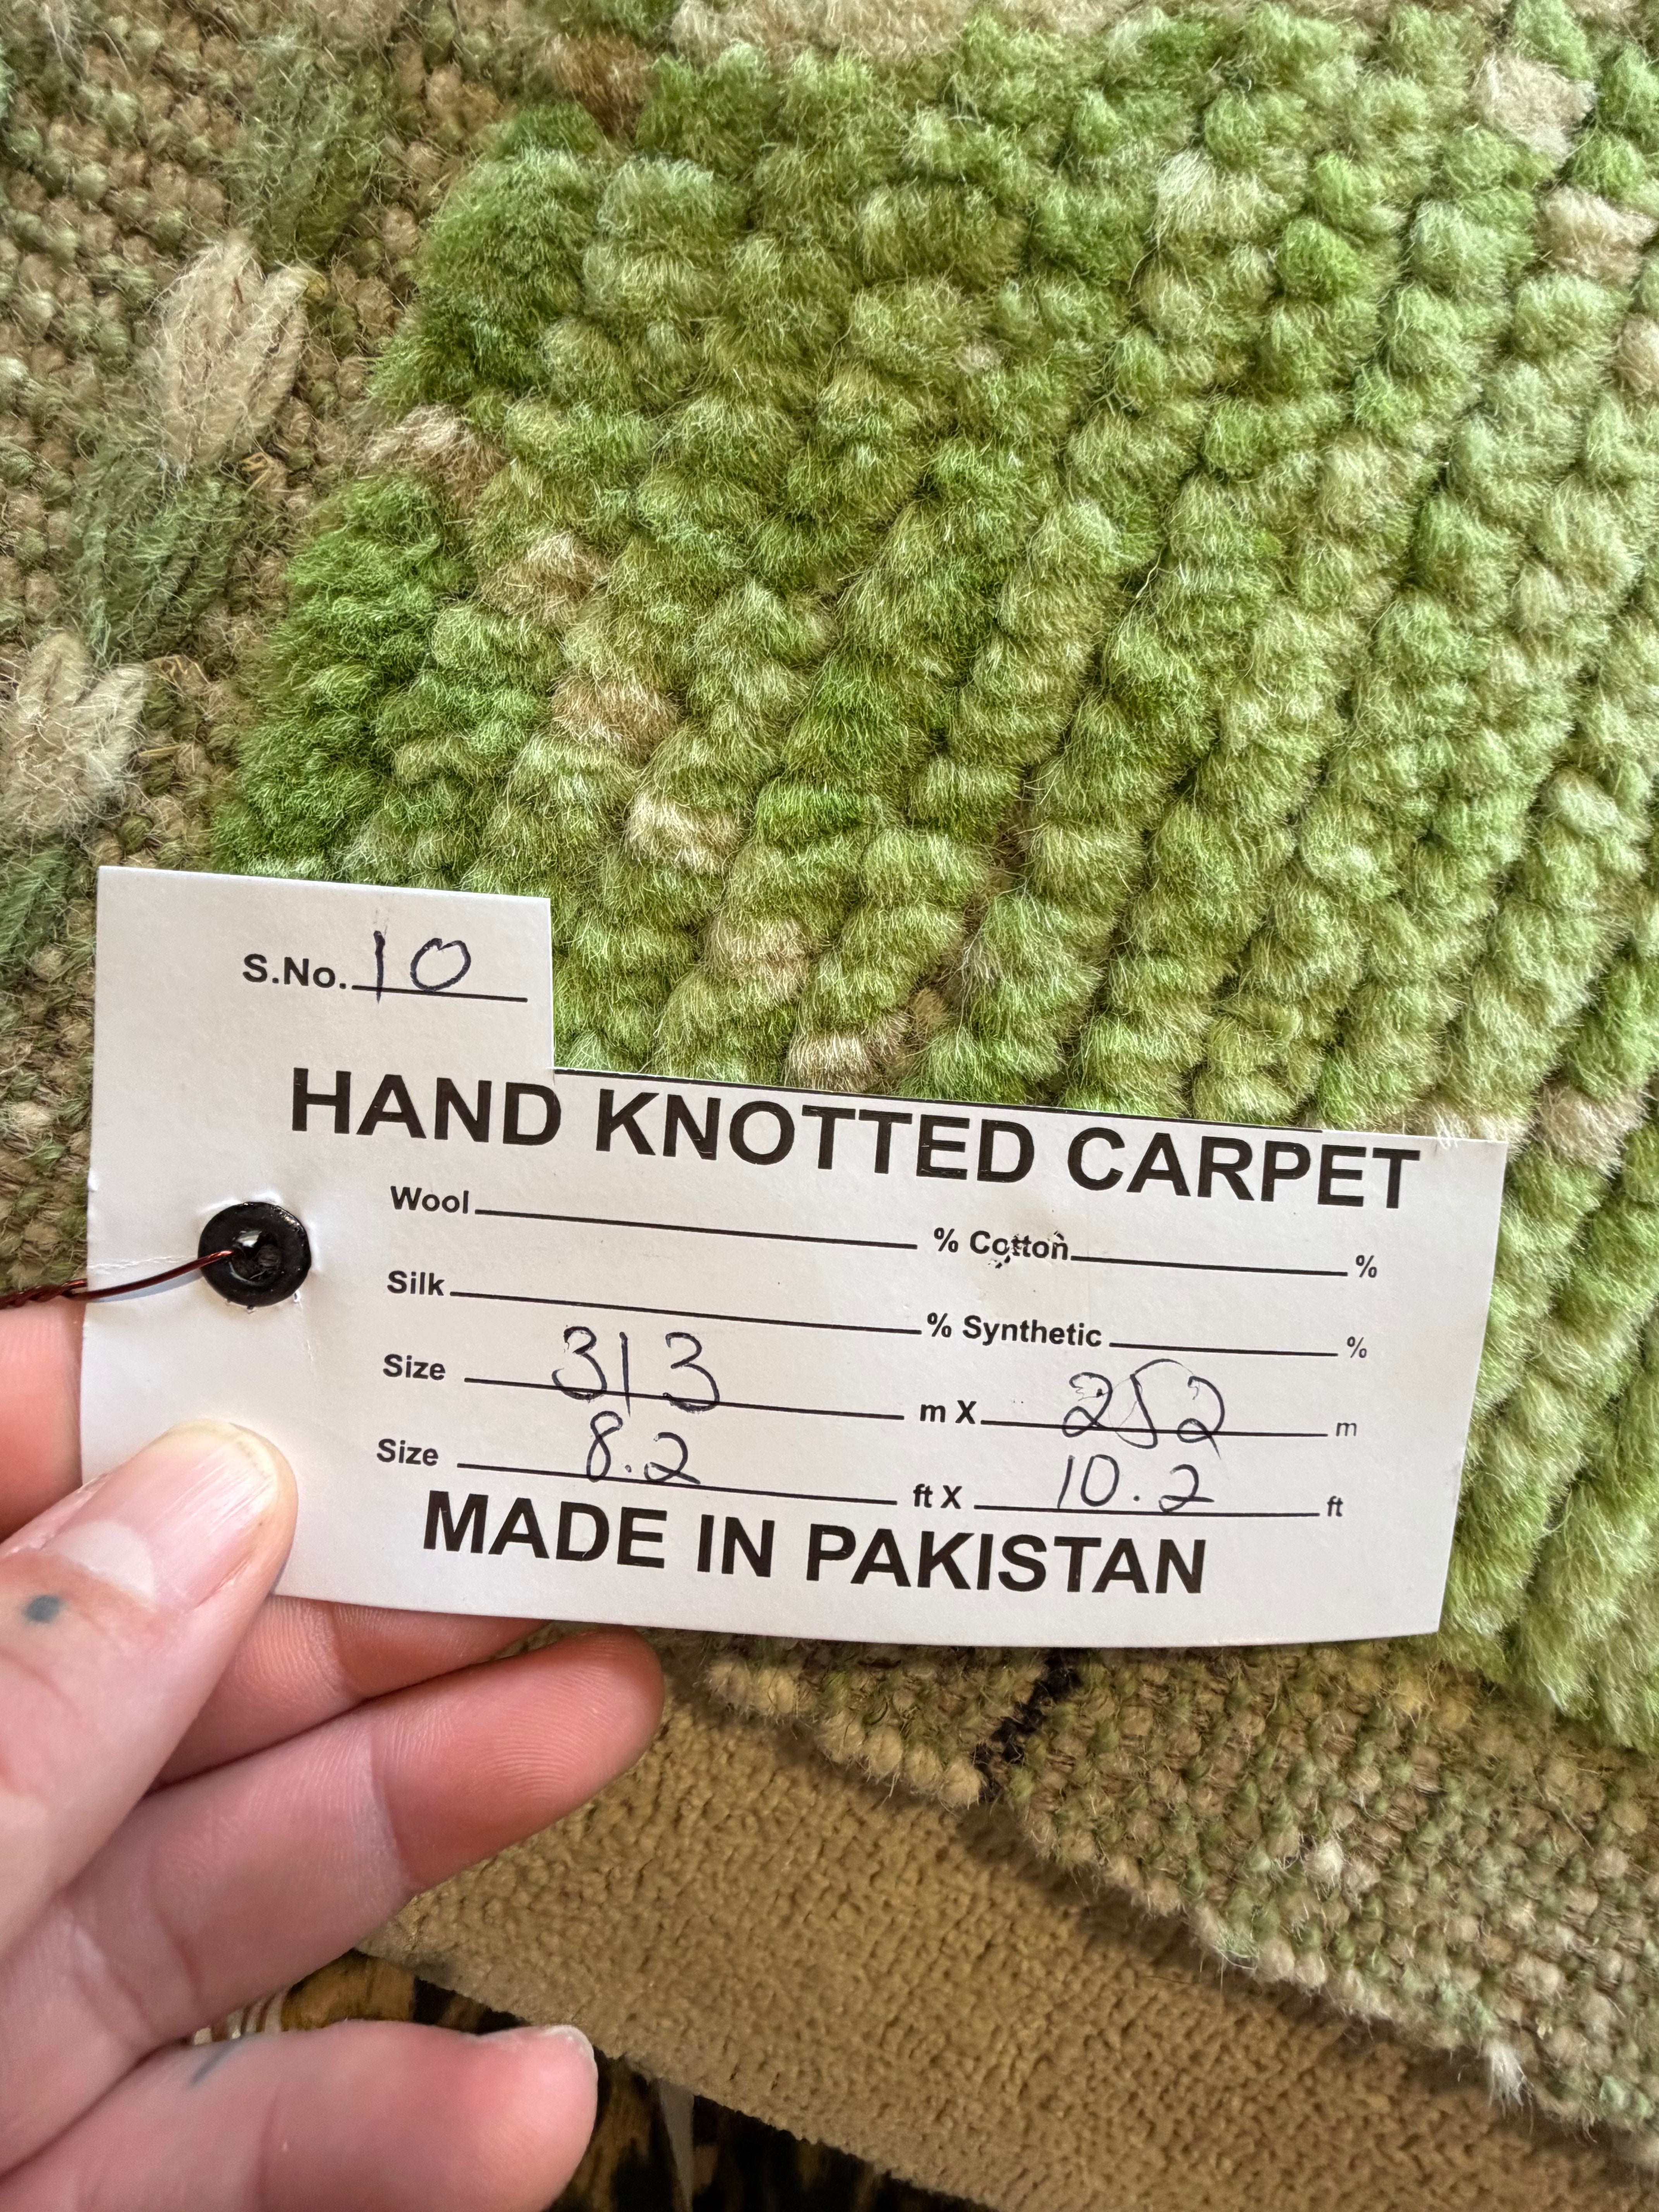 S.No. 10
HAND KNOTTED CARPET
Wool % Cotton %
Silk % Synthetic %
Size 313 m X 252 m
Size 8.2 ft X 10.2 ft
MADE IN PAKISTAN